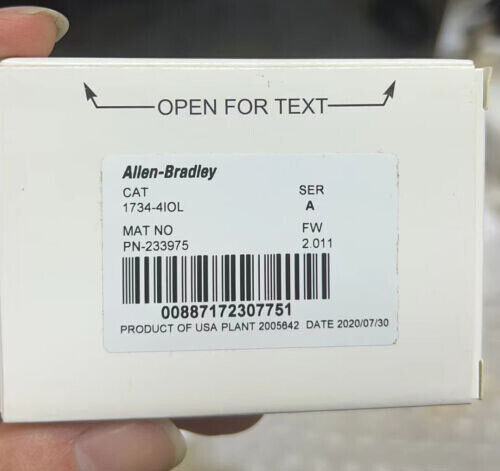 OPEN FOR TEXT
Allen-Bradley
CAT SER
1734-4IOL A
MAT NO FW
PN-233975 2.011
00887172307751
PRODUCT OF USA PLANT 2005642 DATE 2020/07/30